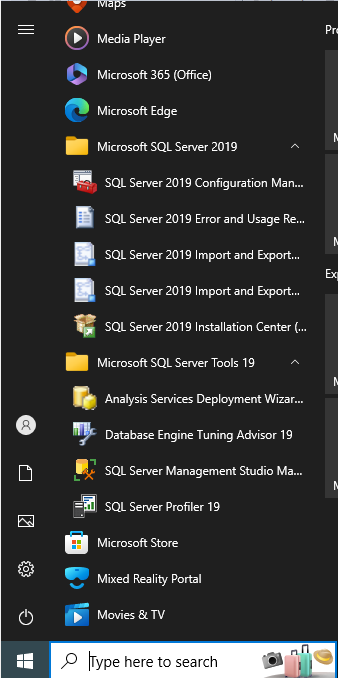 Maps
Pr
Media Player
Microsoft 365 (Office)
Microsoft Edge
M
Microsoft SQL Server 2019
SQL Server 2019 Configuration Man...
SQL Server 2019 Error and Usage Re...
SQL Server 2019 Import and Export...
M
Ex
SQL Server 2019 Import and Export...
SQL Server 2019 Installation Center (...
Microsoft SQL Server Tools 19
Analysis Services Deployment Wizar...
M
Database Engine Tuning Advisor 19
SQL Server Management Studio Ma...
M
SQL Server Profiler 19
Microsoft Store
Mixed Reality Portal
Movies & TV
Type here to search